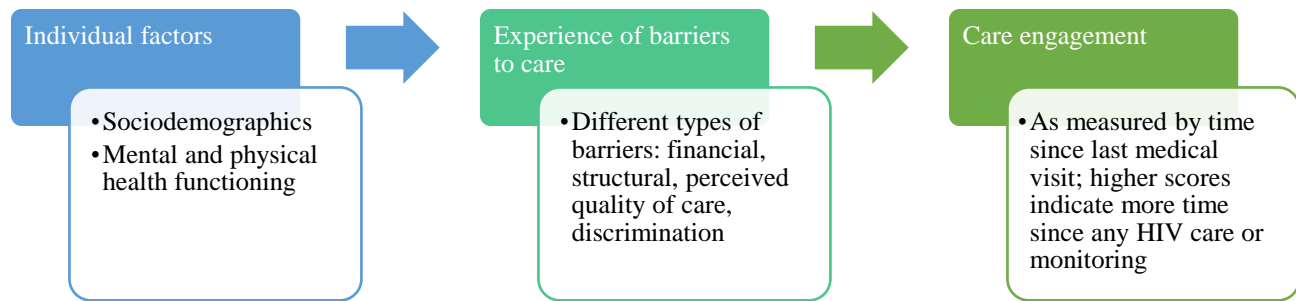 Individual factors
•Sociodemographics
•Mental and physical
health functioning
Experience of barriers
to care
•Different types of
barriers: financial,
structural, perceived
quality of care,
discrimination
Care engagement
•As measured by time
since last medical
visit; higher scores
indicate more time
since any HIV care or
monitoring